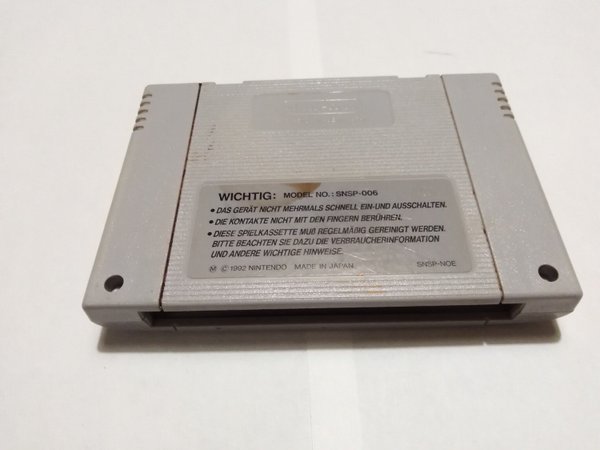 WICHTIG: MODEL NO.: SNSP-006
• DAS GERÄT NICHT MEHRMALS SCHNELL EIN-UND AUSSCHALTEN.
• DIE KONTAKTE NICHT MIT DEN FINGERN BERÜHREN.
• DIESE SPIELKASSETTE MUß REGELMÄßIG GEREINIGT WERDEN.
BITTE BEACHTEN SIE DAZU DIE VERBRAUCHERINFORMATION
UND ANDERE WICHTIGE HINWEISE.
Ⓜ © 1992 NINTENDO MADE IN JAPAN SNSP-NOE